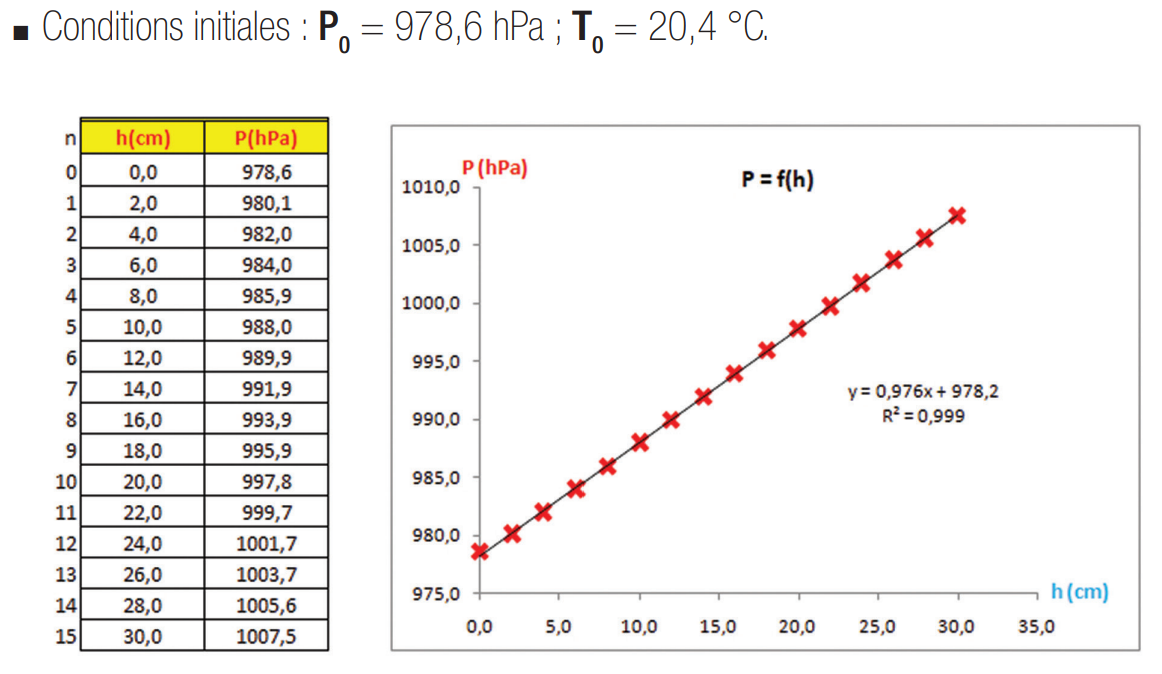 ■ Conditions initiales : P0 = 978,6 hPa ; T0 = 20,4 °C.
n h(cm) P(hPa)
0 0,0 978,6
1 2,0 980,1
2 4,0 982,0
3 6,0 984,0
4 8,0 985,9
5 10,0 988,0
6 12,0 989,9
7 14,0 991,9
8 16,0 993,9
9 18,0 995,9
10 20,0 997,8
11 22,0 999,7
12 24,0 1001,7
13 26,0 1003,7
14 28,0 1005,6
15 30,0 1007,5
P (hPa)
P = f(h)
1010,0
1005,0
1000,0
995,0
990,0
985,0
980,0
975,0
y = 0,976x + 978,2
R² = 0,999
h (cm)
0,0 5,0 10,0 15,0 20,0 25,0 30,0 35,0